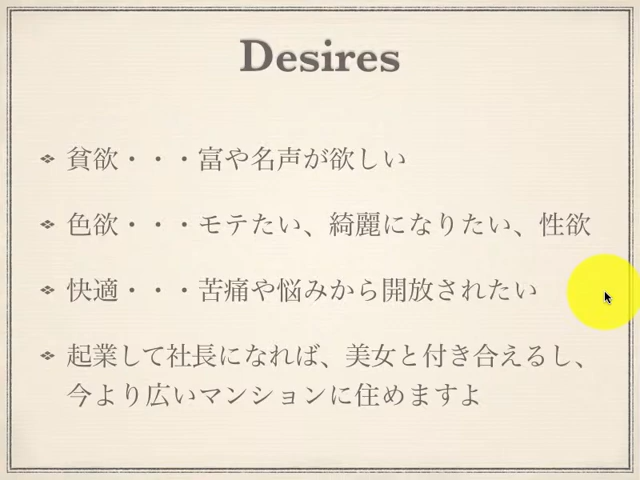 Desires
貧欲・・・富や名声が欲しい
色欲・・・モテたい、綺麗になりたい、性欲
快適・・・苦痛や悩みから開放されたい
起業して社長になれば、美女と付き合えるし、
今より広いマンションに住めますよ